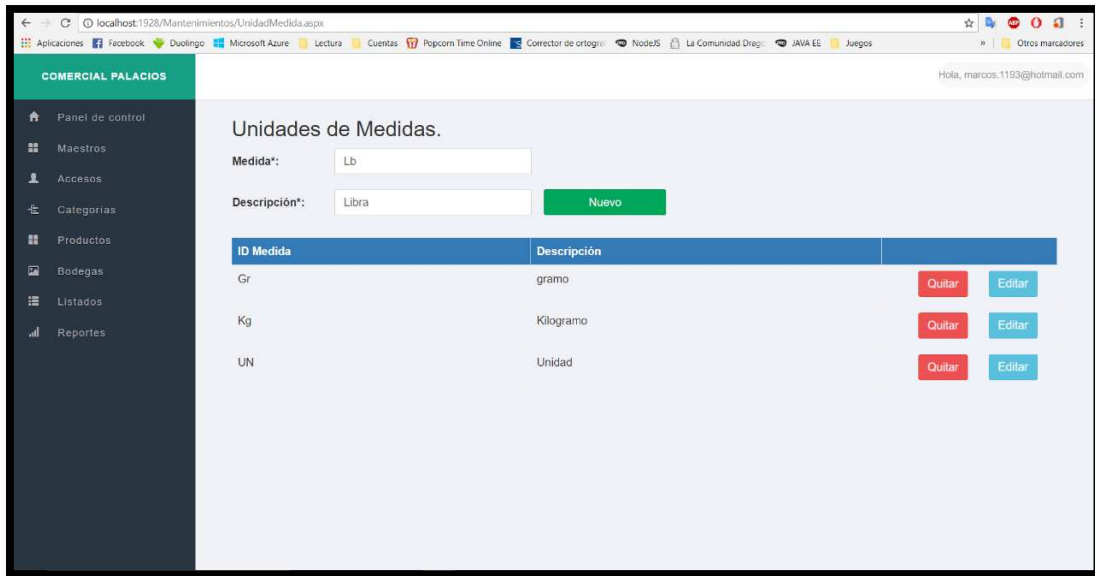 localhost:1928/Mantenimientos/UnidadMedida.aspx
Aplicaciones Facebook Duolingo Microsoft Azure Lectura Cuentas Popcorn Time Online Corrector de ortogra NodeJS La Comunidad Drag JAVA EE Juegos » Otros marcadores
COMERCIAL PALACIOS
Hola, marcos.1193@hotmail.com
Panel de control
Maestros
Accesos
Categorias
Productos
Bodegas
Listados
Reportes
Unidades de Medidas.
Medida*: Lb
Descripción*: Libra Nuevo
ID Medida Descripción
Gr gramo Quitar Editar
Kg Kilogramo Quitar Editar
UN Unidad Quitar Editar